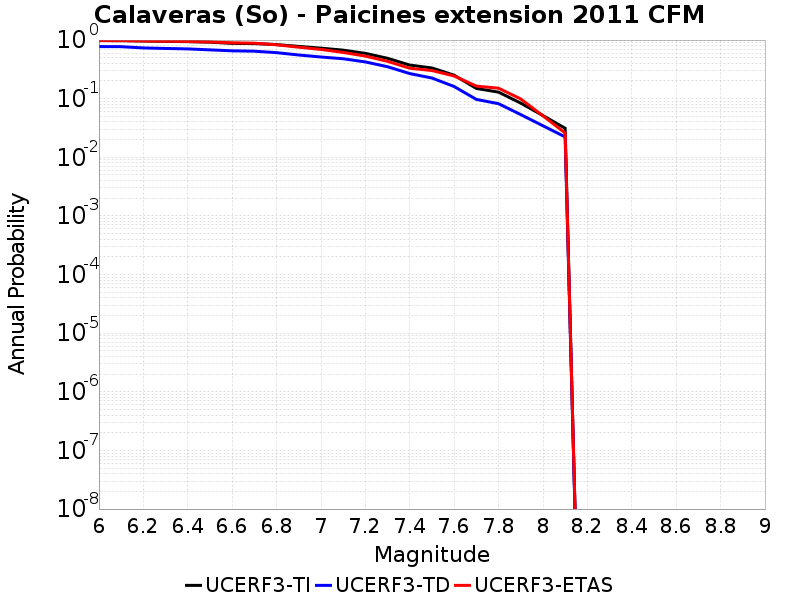 Calaveras (So) - Paicines extension 2011 CFM
Annual Probability
10^0
10^-1
10^-2
10^-3
10^-4
10^-5
10^-6
10^-7
10^-8
6 6.2 6.4 6.6 6.8 7 7.2 7.4 7.6 7.8 8 8.2 8.4 8.6 8.8 9
Magnitude
UCERF3-TI UCERF3-TD UCERF3-ETAS